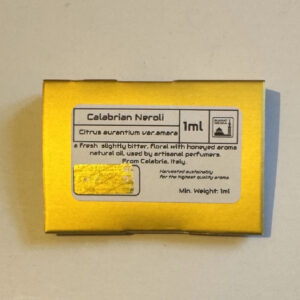 Calabrian Neroli
1ml
Citrus aurantium var.amara
a fresh slightly bitter, floral with honeyed aroma
natural oil, used by artisanal perfumers.
From Calabria, Italy.
Harvested sustainably
for the highest quality aroma
Min. Weight: 1ml